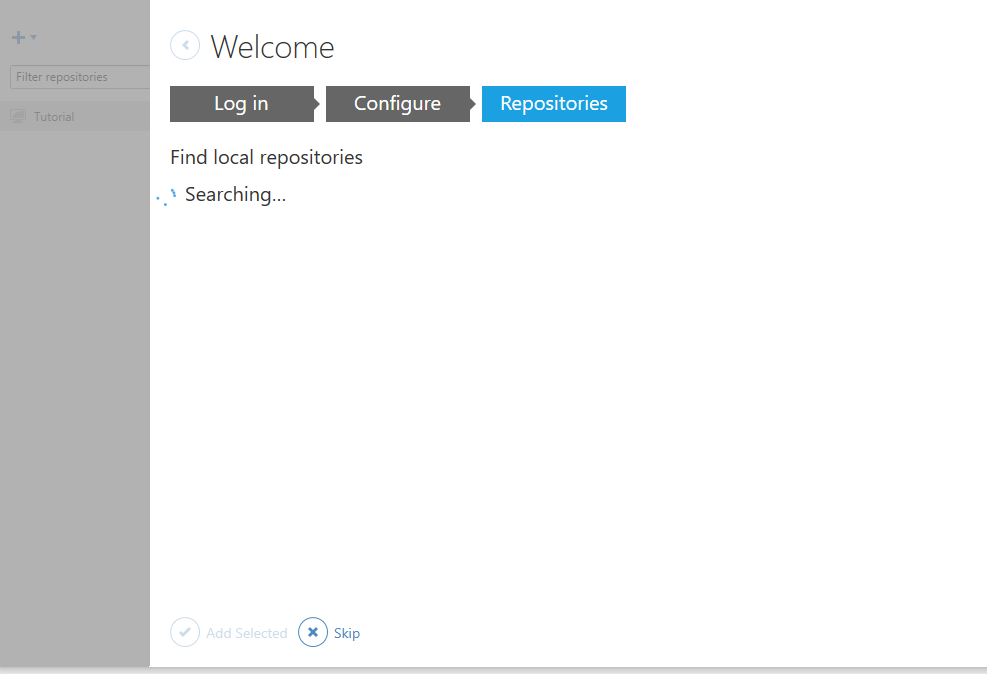 Welcome
Filter repositories
Tutorial
Log in
Configure
Repositories
Find local repositories
Searching...
Add Selected
Skip